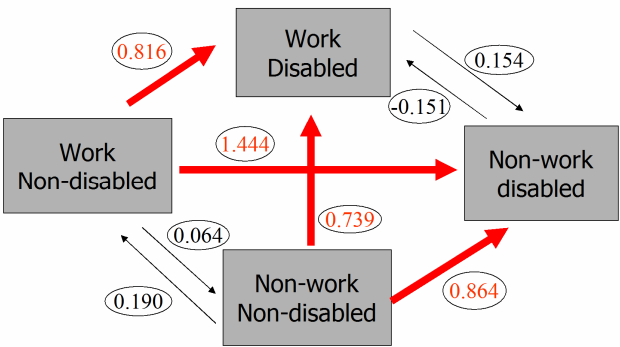 Work
Disabled
0.816
0.154
-0.151
Work
Non-disabled
1.444
Non-work
disabled
0.064
0.739
0.190
Non-work
Non-disabled
0.864